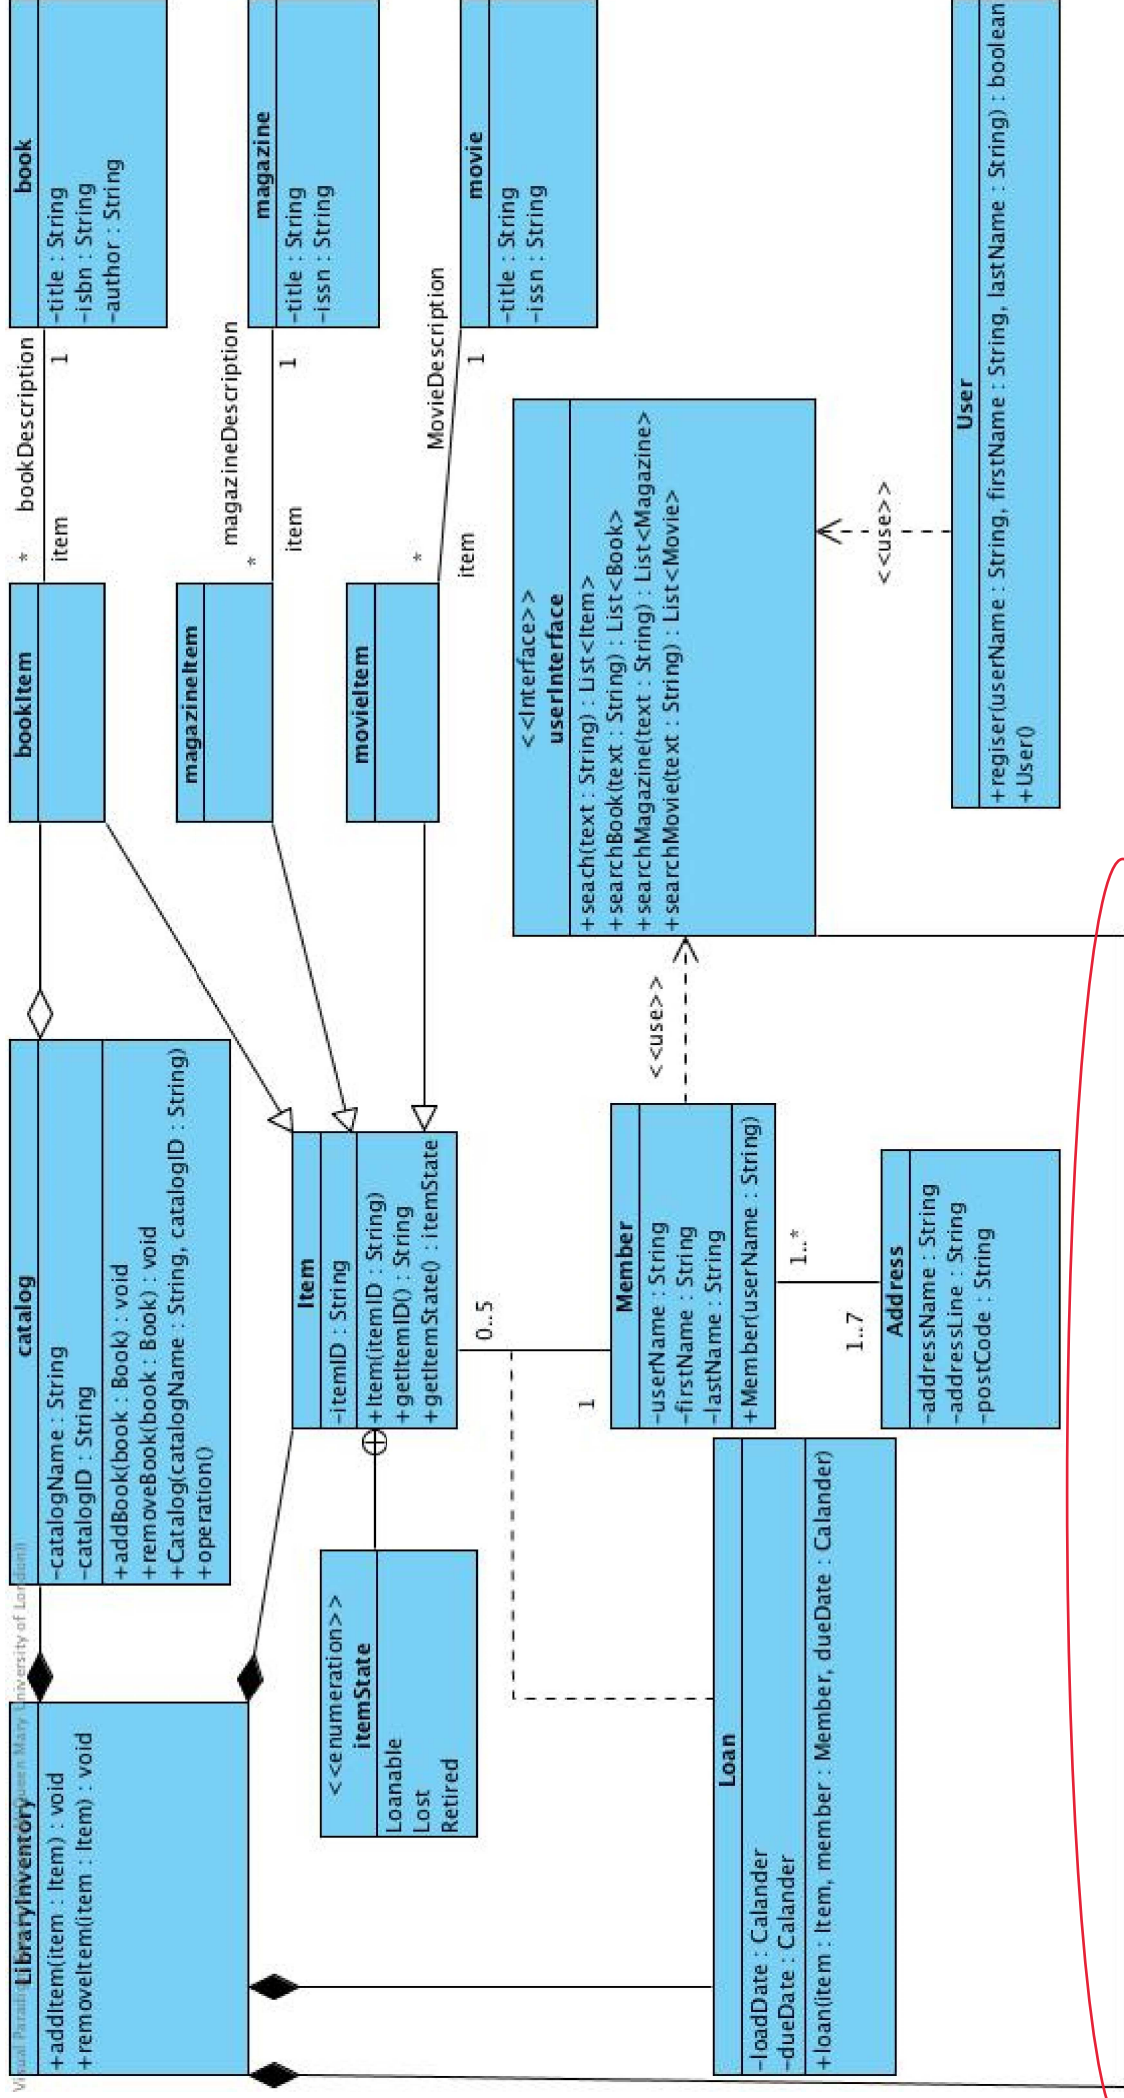 Visual Paradi
Queen Mary University of London))
LibraryInventory
+addItem(item : Item) : void
+removeItem(item : Item) : void
catalog
-catalogName : String
-catalogID : String
+addBook(book : Book) : void
+removeBook(book : Book) : void
+Catalog(catalogName : String, catalogID : String)
+operation()
bookItem
*
item
bookDescription
1
book
-title : String
-isbn : String
-author : String
magazineItem
*
item
magazineDescription
1
magazine
-title : String
-issn : String
movieItem
*
item
MovieDescription
1
movie
-title : String
-issn : String
<<enumeration>>
itemState
Loanable
Lost
Retired
Item
-itemID : String
+Item(itemID : String)
+getItemID() : String
+getItemState() : itemState
0..5
1
<<Interface>>
userInterface
+seach(text : String) : List<Item>
+searchBook(text : String) : List<Book>
+searchMagazine(text : String) : List<Magazine>
+searchMovie(text : String) : List<Movie>
Member
-userName : String
-firstName : String
-lastName : String
+Member(userName : String)
<<use>>
<<use>>
1..*
1..7
Loan
-loadDate : Calander
-dueDate : Calander
+loan(item : Item, member : Member, dueDate : Calander)
Address
-addressName : String
-addressLine : String
-postCode : String
User
+regiser(userName : String, firstName : String, lastName : String) : boolean
+User()